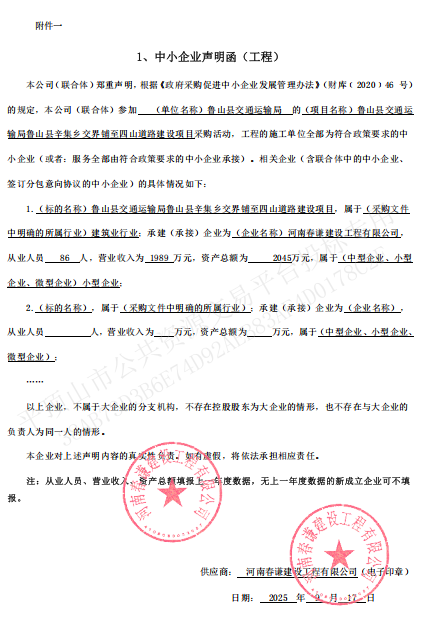 附件一
1、中小企业声明函（工程）
本公司（联合体）郑重声明，根据《政府采购促进中小企业发展管理办法》（财库﹝2020﹞46 号）
的规定，本公司（联合体）参加 （单位名称）鲁山县交通运输局 的（项目名称）鲁山县交通运
输局鲁山县辛集乡交界铺至四山道路建设项目采购活动，工程的施工单位全部为符合政策要求的中
小企业（或者：服务全部由符合政策要求的中小企业承接）。相关企业（含联合体中的中小企业、
签订分包意向协议的中小企业）的具体情况如下：
1.（标的名称）鲁山县交通运输局鲁山县辛集乡交界铺至四山道路建设项目，属于（采购文件
中明确的所属行业）建筑业行业；承建（承接）企业为（企业名称）河南春谦建设工程有限公司，
从业人员 86 人，营业收入为 1989 万元，资产总额为 2045万元，属于（中型企业、小型
企业、微型企业）小型企业；
2.（标的名称），属于（采购文件中明确的所属行业）；承建（承接）企业为（企业名称），
从业人员 人，营业收入为 万元，资产总额为 万元，属于（中型企业、小型企业、
微型企业）；
……
以上企业，不属于大企业的分支机构，不存在控股股东为大企业的情形，也不存在与大企业的
负责人为同一人的情形。
本企业对上述声明内容的真实性负责。如有虚假，将依法承担相应责任。
注：从业人员、营业收入、资产总额填报上一年度数据，无上一年度数据的新成立企业可不填
报。
河南春谦建设工程有限公司
河南春谦建设工程有限公司
供应商： 河南春谦建设工程有限公司（电子印章）
日期： 2025 年 9 月 17 日